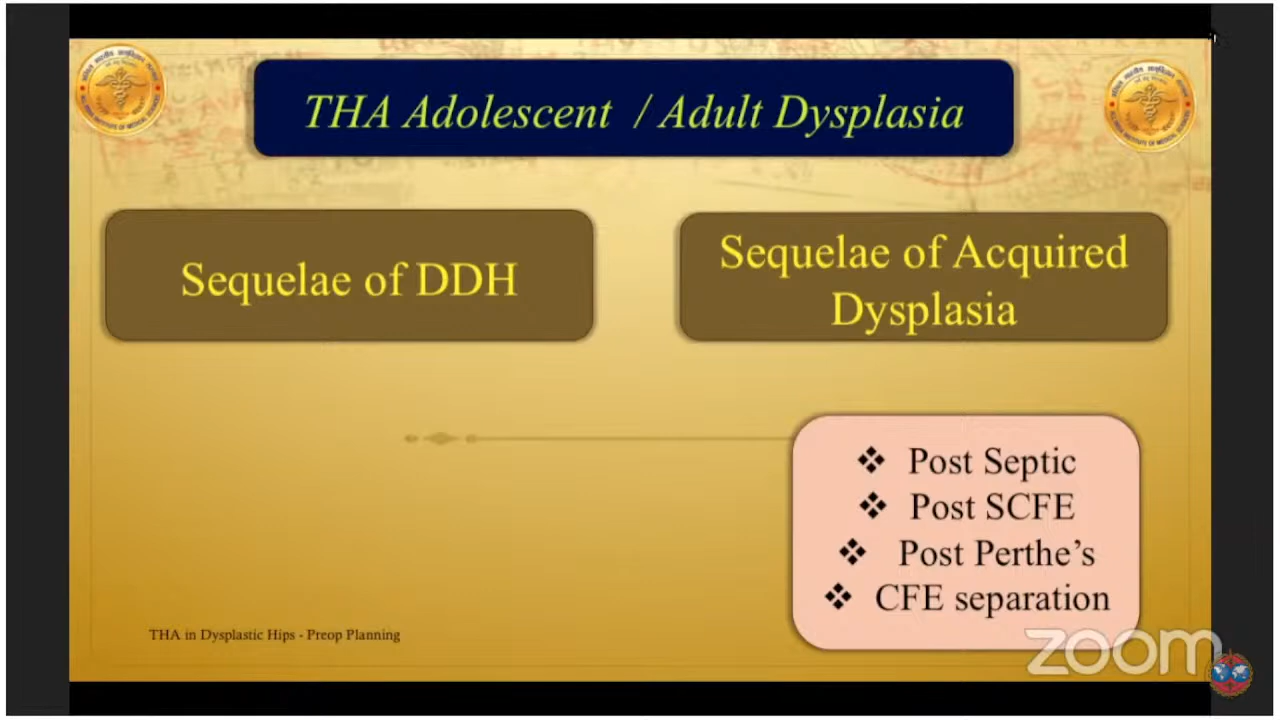 THA Adolescent / Adult Dysplasia
Sequelae of DDH
Sequelae of Acquired
Dysplasia
❖ Post Septic
❖ Post SCFE
❖ Post Perthe’s
❖ CFE separation
THA in Dysplastic Hips - Preop Planning
zoom